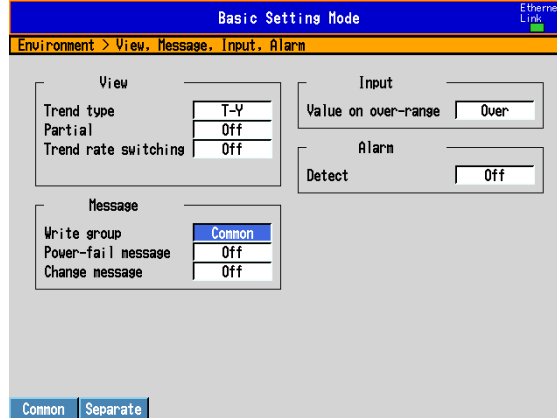 Basic Setting Mode
Etherne
Link
Environment > View, Message, Input, Alarm
View
Trend type T-Y
Partial Off
Trend rate switching Off
Message
Write group Common
Power-fail message Off
Change message Off
Input
Value on over-range Over
Alarm
Detect Off
Common Separate